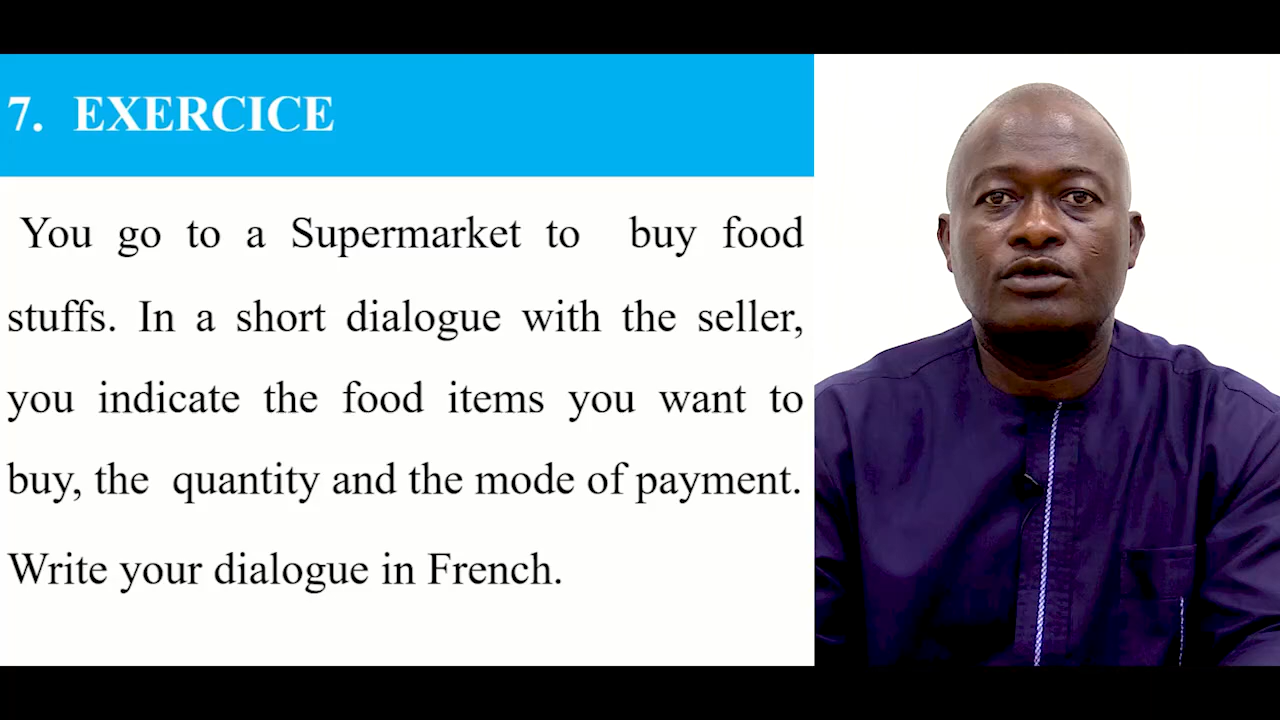 7. EXERCICE
You go to a Supermarket to buy food
stuffs. In a short dialogue with the seller,
you indicate the food items you want to
buy, the quantity and the mode of payment.
Write your dialogue in French.